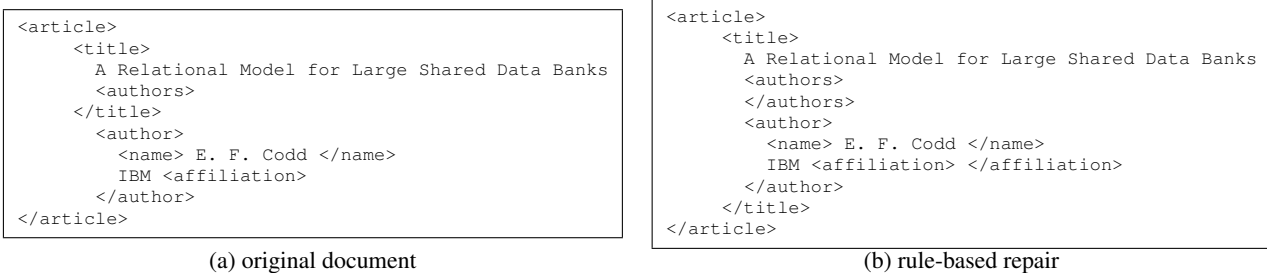 <article>
<title>
A Relational Model for Large Shared Data Banks
<authors>
</title>
<author>
<name> E. F. Codd </name>
IBM <affiliation>
</author>
</article>
(a) original document
<article>
<title>
A Relational Model for Large Shared Data Banks
<authors>
</authors>
<author>
<name> E. F. Codd </name>
IBM <affiliation> </affiliation>
</author>
</title>
</article>
(b) rule-based repair